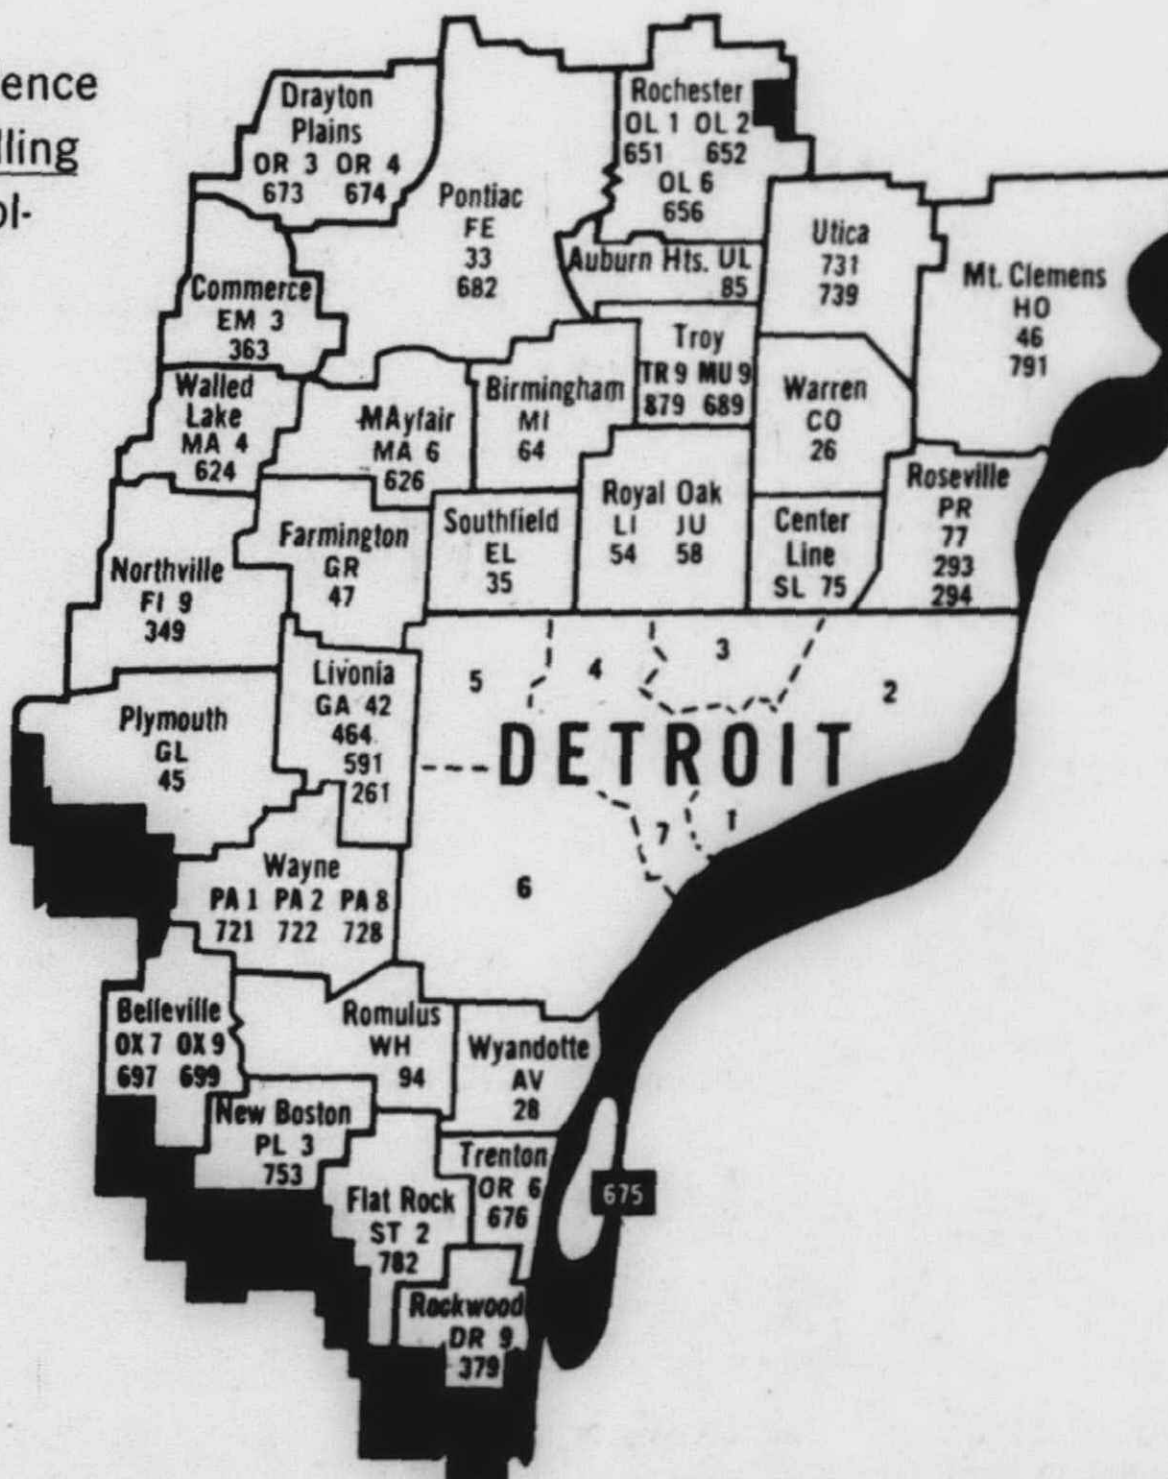 ence
lling
ol-
Drayton
Plains
OR 3 OR 4
673 674
Pontiac
FE
33
682
Rochester
OL 1 OL 2
651 652
OL 6
656
Auburn Hts. UL
85
Utica
731
739
Mt. Clemens
HO
46
791
Commerce
EM 3
363
Walled
Lake
MA 4
624
MAyfair
MA 6
626
Birmingham
MI
64
Troy
TR 9 MU 9
879 689
Warren
CO
26
Northville
FI 9
349
Farmington
GR
47
Southfield
EL
35
Royal Oak
LI JU
54 58
Center
Line
SL 75
Roseville
PR
77
293
294
Plymouth
GL
45
Livonia
GA 42
464
591
261
5
4
3
2
DETROIT
7
1
6
Wayne
PA 1 PA 2 PA 8
721 722 728
Belleville
OX 7 OX 9
697 699
Romulus
WH
94
Wyandotte
AV
28
New Boston
PL 3
753
Trenton
OR 6
676
675
Flat Rock
ST 2
782
Rockwood
DR 9
379